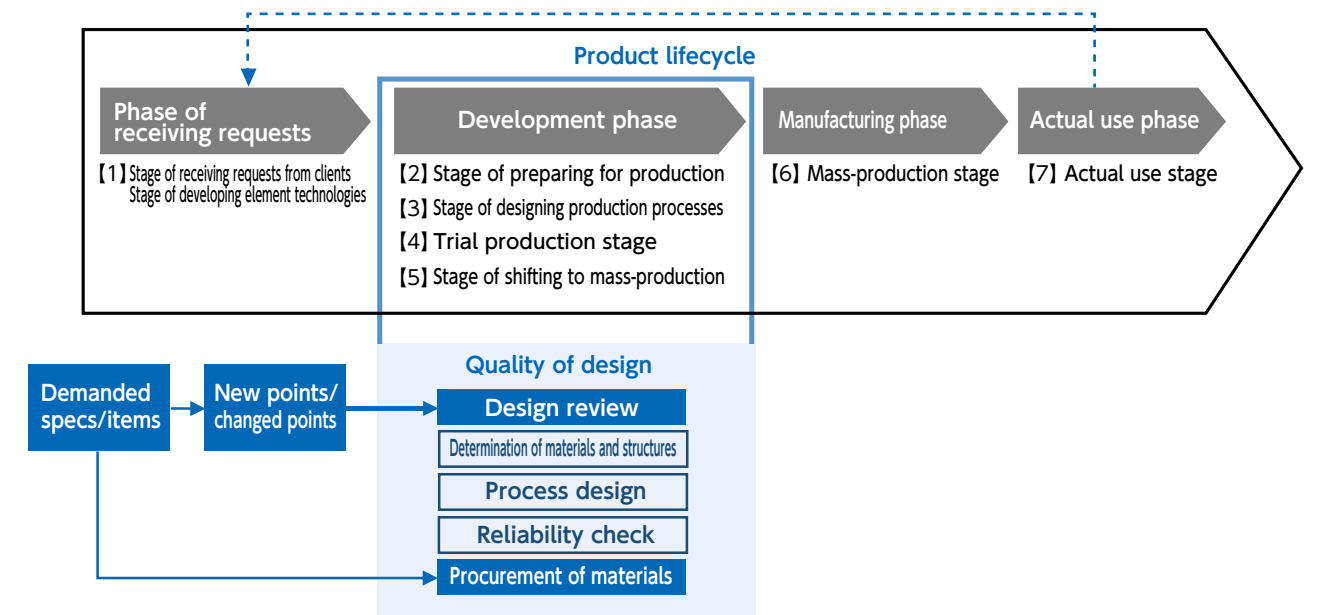 Product lifecycle
Phase of
receiving requests
【1】Stage of receiving requests from clients
Stage of developing element technologies
Development phase
【2】Stage of preparing for production
【3】Stage of designing production processes
【4】Trial production stage
【5】Stage of shifting to mass-production
Manufacturing phase
【6】Mass-production stage
Actual use phase
【7】Actual use stage
Demanded
specs/items
New points/
changed points
Quality of design
Design review
Determination of materials and structures
Process design
Reliability check
Procurement of materials